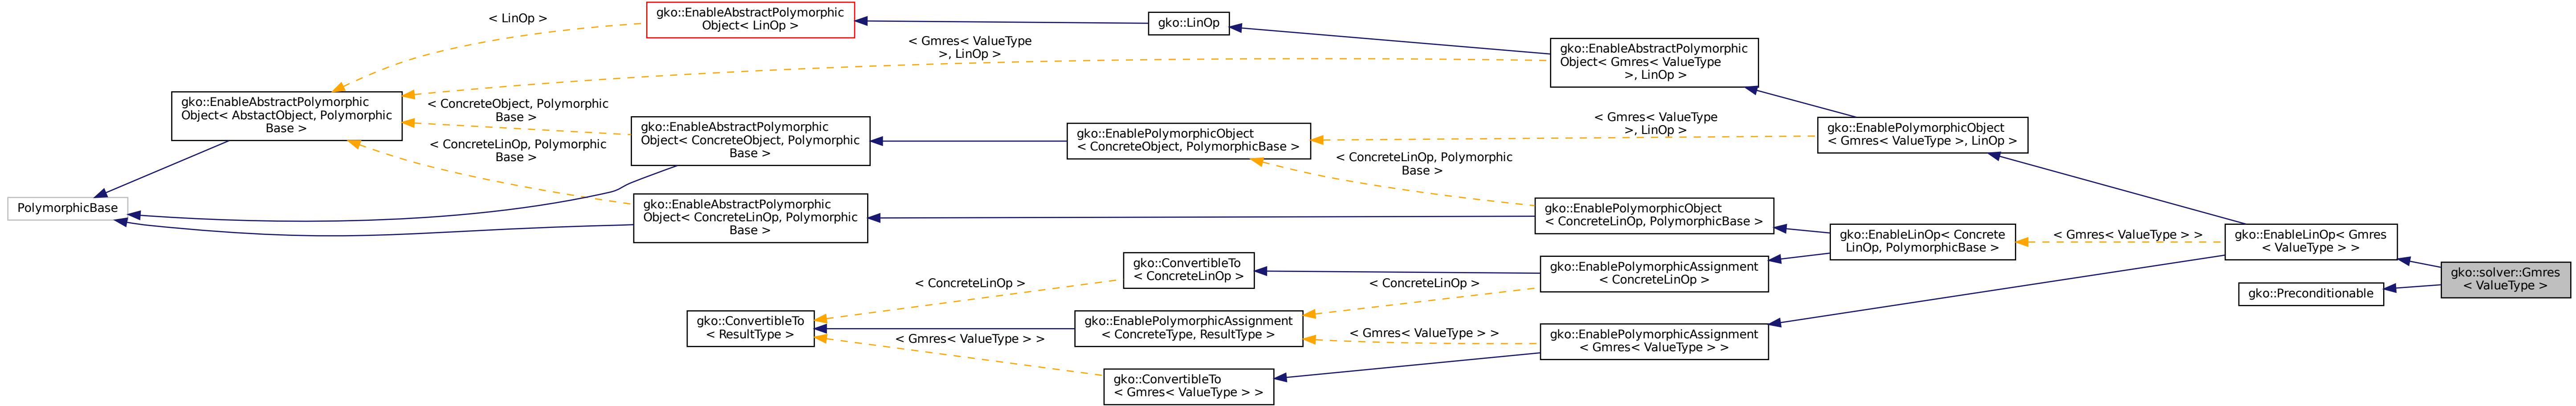 gko::EnableAbstractPolymorphic
Object< LinOp >
< LinOp >
gko::LinOp
< Gmres< ValueType
>, LinOp >
gko::EnableAbstractPolymorphic
Object< Gmres< ValueType
>, LinOp >
gko::EnableAbstractPolymorphic
Object< AbstactObject, Polymorphic
Base >
< ConcreteObject, Polymorphic
Base >
< ConcreteLinOp, Polymorphic
Base >
gko::EnableAbstractPolymorphic
Object< ConcreteObject, Polymorphic
Base >
gko::EnablePolymorphicObject
< ConcreteObject, PolymorphicBase >
< Gmres< ValueType
>, LinOp >
gko::EnablePolymorphicObject
< Gmres< ValueType >, LinOp >
< ConcreteLinOp, Polymorphic
Base >
PolymorphicBase
gko::EnableAbstractPolymorphic
Object< ConcreteLinOp, Polymorphic
Base >
gko::EnablePolymorphicObject
< ConcreteLinOp, PolymorphicBase >
gko::EnableLinOp< Concrete
LinOp, PolymorphicBase >
< Gmres< ValueType > >
gko::EnableLinOp< Gmres
< ValueType > >
gko::solver::Gmres
< ValueType >
gko::Preconditionable
gko::ConvertibleTo
< ConcreteLinOp >
gko::EnablePolymorphicAssignment
< ConcreteLinOp >
< ConcreteLinOp >
< ConcreteLinOp >
gko::ConvertibleTo
< ResultType >
gko::EnablePolymorphicAssignment
< ConcreteType, ResultType >
< Gmres< ValueType > >
< Gmres< ValueType > >
gko::EnablePolymorphicAssignment
< Gmres< ValueType > >
gko::ConvertibleTo
< Gmres< ValueType > >